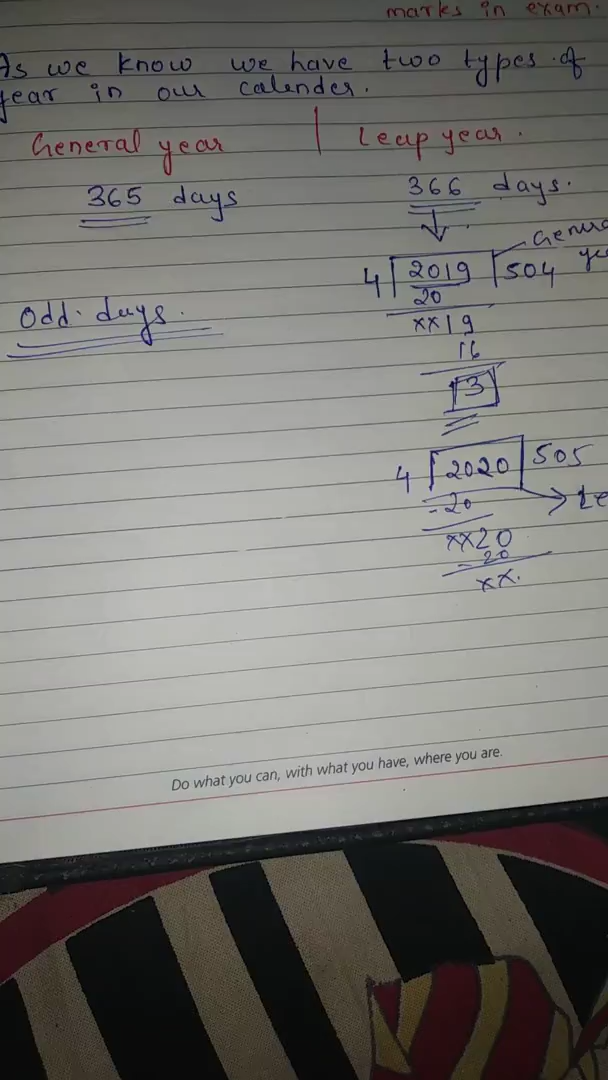 marks in exam.
As we know we have two types of
year in our calender.
General year | Leap year.
365 days
366 days.
4 2019 504
20
xx19
16
3
Odd days.
4 2020 505
-20
xx20
-20
xx.
Do what you can, with what you have, where you are.